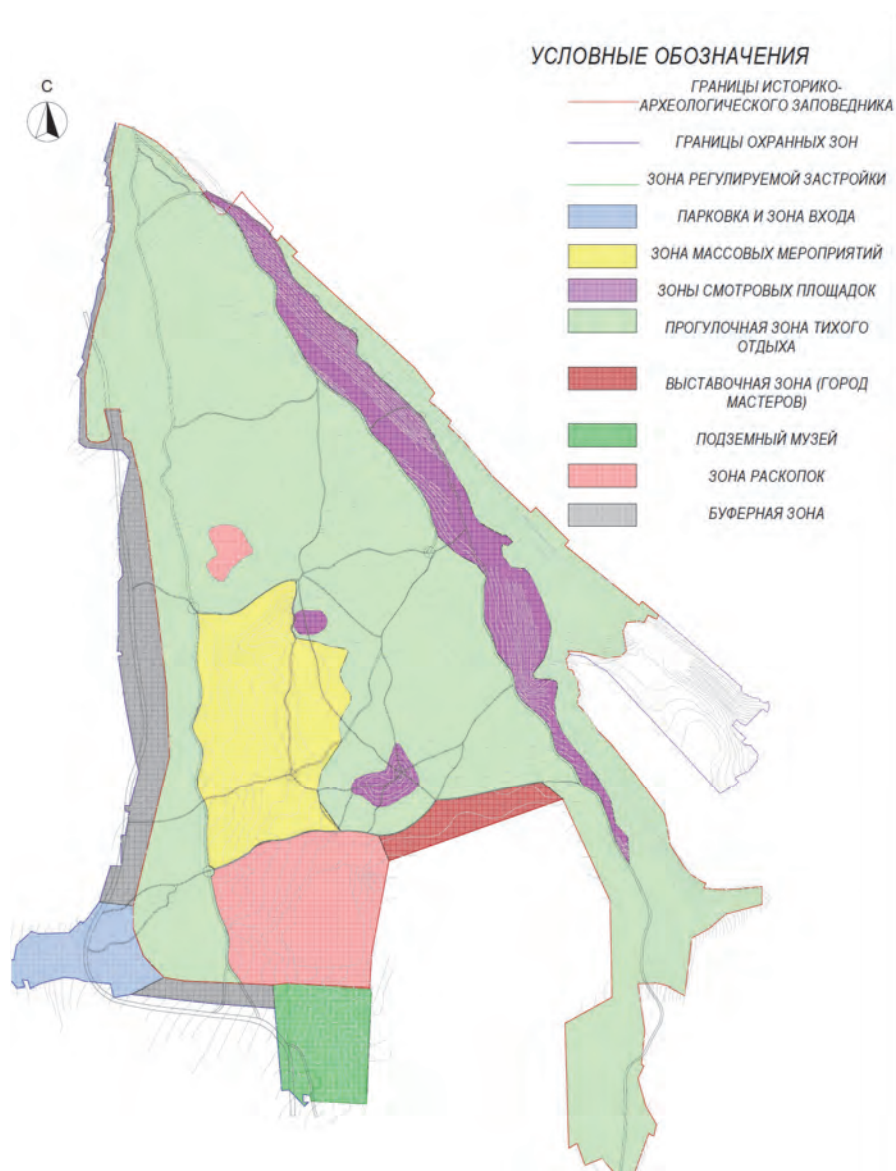 УСЛОВНЫЕ ОБОЗНАЧЕНИЯ
С
ГРАНИЦЫ ИСТОРИКО-
АРХЕОЛОГИЧЕСКОГО ЗАПОВЕДНИКА
ГРАНИЦЫ ОХРАННЫХ ЗОН
ЗОНА РЕГУЛИРУЕМОЙ ЗАСТРОЙКИ
ПАРКОВКА И ЗОНА ВХОДА
ЗОНА МАССОВЫХ МЕРОПРИЯТИЙ
ЗОНЫ СМОТРОВЫХ ПЛОЩАДОК
ПРОГУЛОЧНАЯ ЗОНА ТИХОГО
ОТДЫХА
ВЫСТАВОЧНАЯ ЗОНА (ГОРОД
МАСТЕРОВ)
ПОДЗЕМНЫЙ МУЗЕЙ
ЗОНА РАСКОПОК
БУФЕРНАЯ ЗОНА